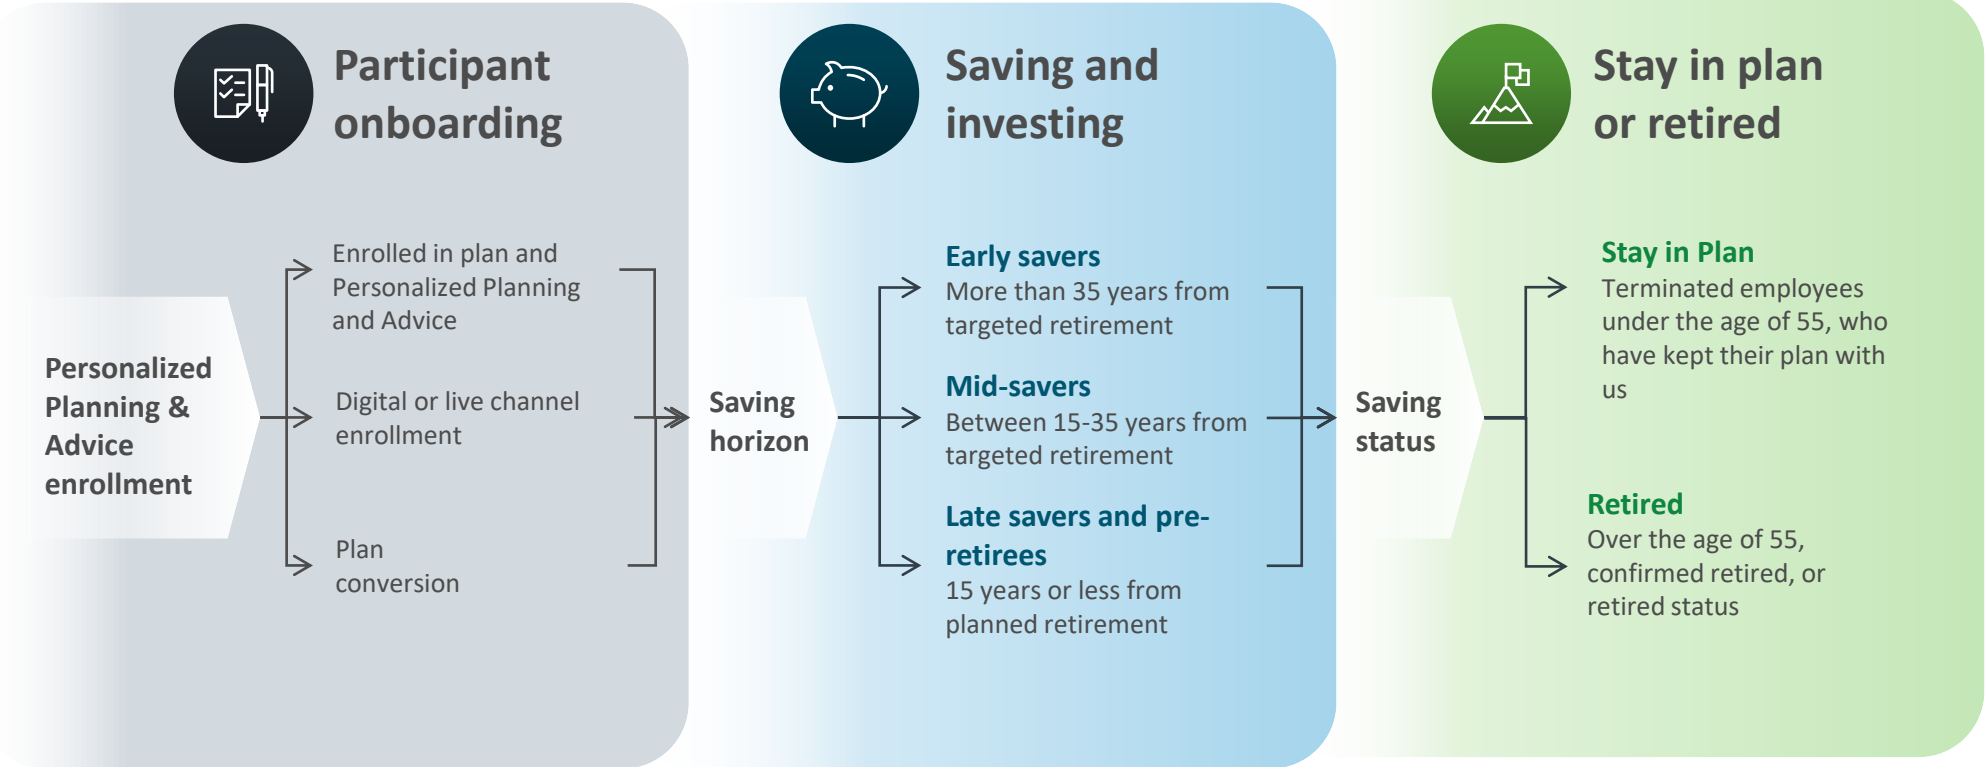 Participant
onboarding
Personalized
Planning &
Advice
enrollment
Enrolled in plan and
Personalized Planning
and Advice
Digital or live channel
enrollment
Plan
conversion
Saving and
investing
Saving
horizon
Early savers
More than 35 years from
targeted retirement
Mid-savers
Between 15-35 years from
targeted retirement
Late savers and pre-
retirees
15 years or less from
planned retirement
Stay in plan
or retired
Saving
status
Stay in Plan
Terminated employees
under the age of 55, who
have kept their plan with
us
Retired
Over the age of 55,
confirmed retired, or
retired status